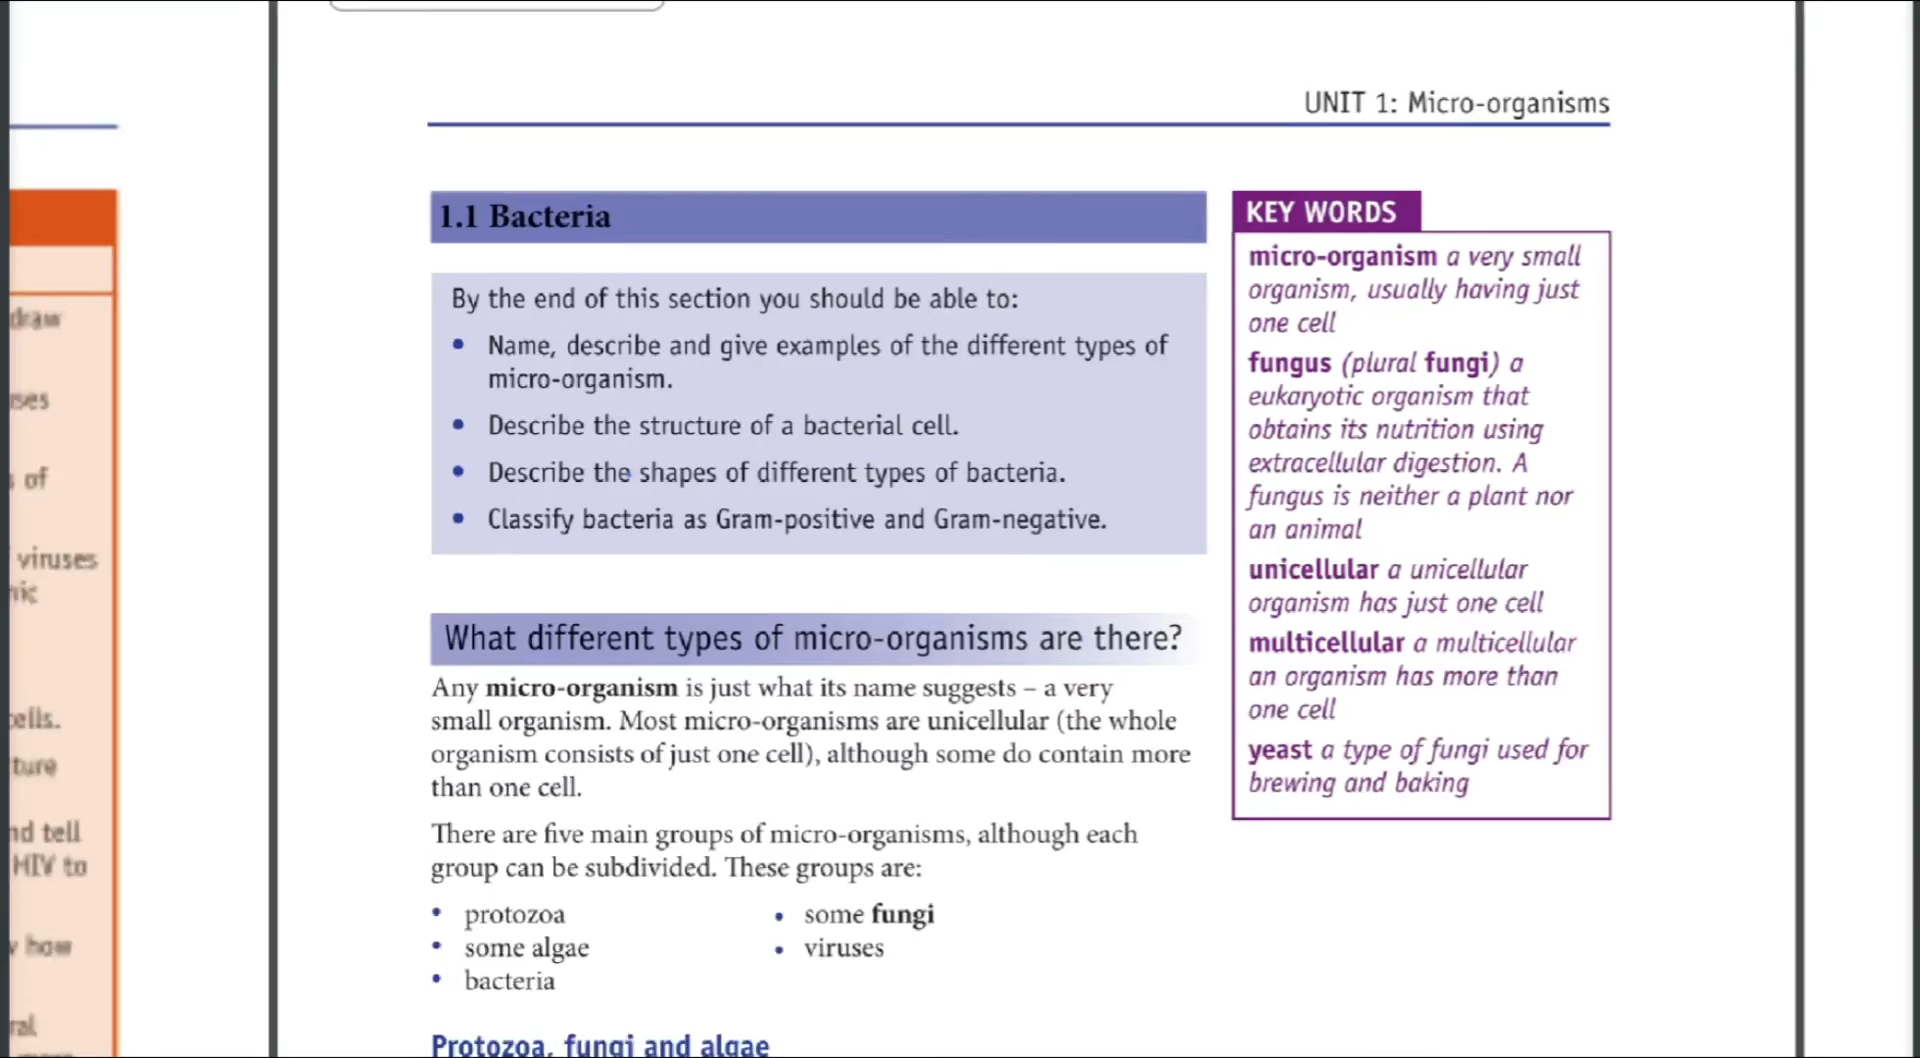 UNIT 1: Micro-organisms
draw
of
viruses
cells.
and tell
HIV to
how
1.1 Bacteria
By the end of this section you should be able to:
• Name, describe and give examples of the different types of
micro-organism.
• Describe the structure of a bacterial cell.
• Describe the shapes of different types of bacteria.
• Classify bacteria as Gram-positive and Gram-negative.
What different types of micro-organisms are there?
Any micro-organism is just what its name suggests – a very
small organism. Most micro-organisms are unicellular (the whole
organism consists of just one cell), although some do contain more
than one cell.
There are five main groups of micro-organisms, although each
group can be subdivided. These groups are:
• protozoa
• some algae
• bacteria
• some fungi
• viruses
Protozoa, fungi and algae
KEY WORDS
micro-organism a very small
organism, usually having just
one cell
fungus (plural fungi) a
eukaryotic organism that
obtains its nutrition using
extracellular digestion. A
fungus is neither a plant nor
an animal
unicellular a unicellular
organism has just one cell
multicellular a multicellular
an organism has more than
one cell
yeast a type of fungi used for
brewing and baking